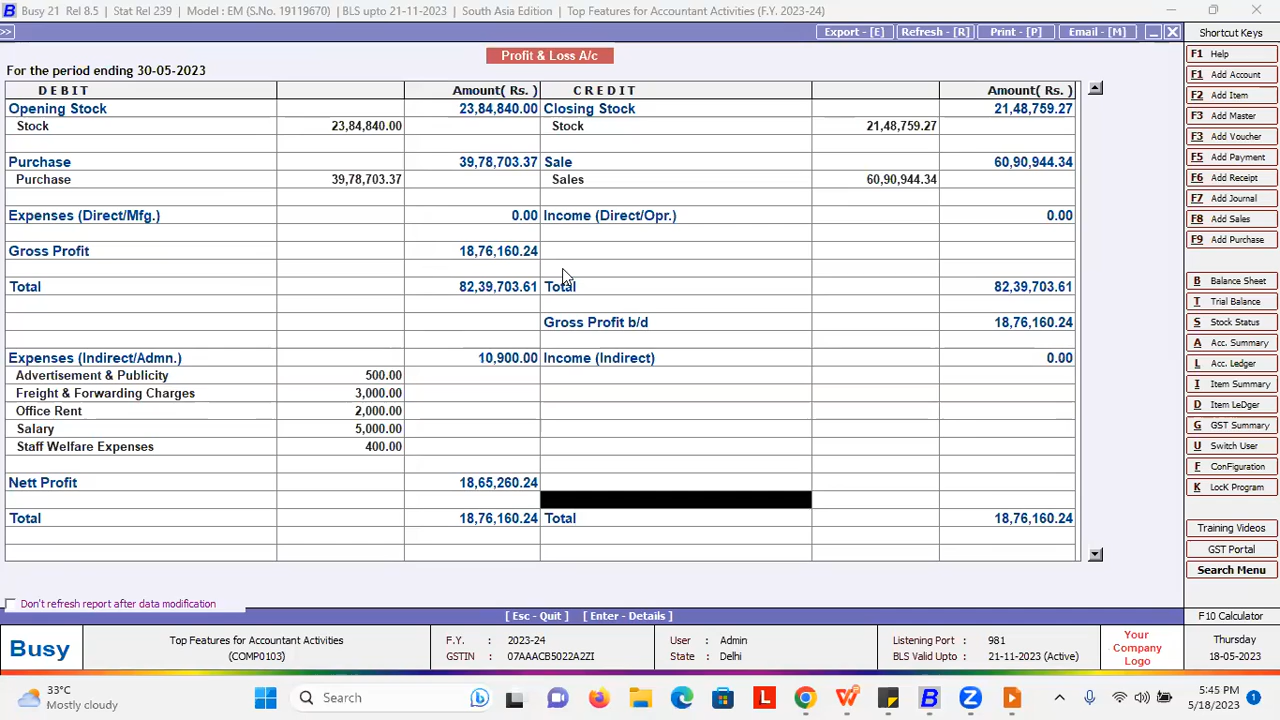 Busy 21 Rel 8.5 | Stat Rel 239 | Model : EM (S.No. 19119670) | BLS upto 21-11-2023 | South Asia Edition | Top Features for Accountant Activities (F.Y. 2023-24)
>> Export - [E] Refresh - [R] Print - [P] Email - [M]
Shortcut Keys
Profit & Loss A/c
For the period ending 30-05-2023
DEBIT Amount( Rs. ) CREDIT Amount( Rs. )
Opening Stock 23,84,840.00 Closing Stock 21,48,759.27
Stock 23,84,840.00 Stock 21,48,759.27
Purchase 39,78,703.37 Sale 60,90,944.34
Purchase 39,78,703.37 Sales 60,90,944.34
Expenses (Direct/Mfg.) 0.00 Income (Direct/Opr.) 0.00
Gross Profit 18,76,160.24
Total 82,39,703.61 Total 82,39,703.61
Gross Profit b/d 18,76,160.24
Expenses (Indirect/Admn.) 10,900.00 Income (Indirect) 0.00
Advertisement & Publicity 500.00
Freight & Forwarding Charges 3,000.00
Office Rent 2,000.00
Salary 5,000.00
Staff Welfare Expenses 400.00
Nett Profit 18,65,260.24
Total 18,76,160.24 Total 18,76,160.24
Don't refresh report after data modification
[ Esc - Quit ] [ Enter - Details ]
F1 Help
F1 Add Account
F2 Add Item
F3 Add Master
F3 Add Voucher
F5 Add Payment
F6 Add Receipt
F7 Add Journal
F8 Add Sales
F9 Add Purchase
B Balance Sheet
T Trial Balance
S Stock Status
A Acc. Summary
L Acc. Ledger
I Item Summary
D Item LeDger
G GST Summary
U Switch User
F ConFiguration
K LocK Program
Training Videos
GST Portal
Search Menu
F10 Calculator
Busy
Top Features for Accountant Activities
(COMP0103)
F.Y. : 2023-24
GSTIN : 07AAACB5022A2ZI
User : Admin
State : Delhi
Listening Port : 981
BLS Valid Upto : 21-11-2023 (Active)
Your
Company
Logo
Thursday
18-05-2023
33°C
Mostly cloudy
Search
5:45 PM
5/18/2023